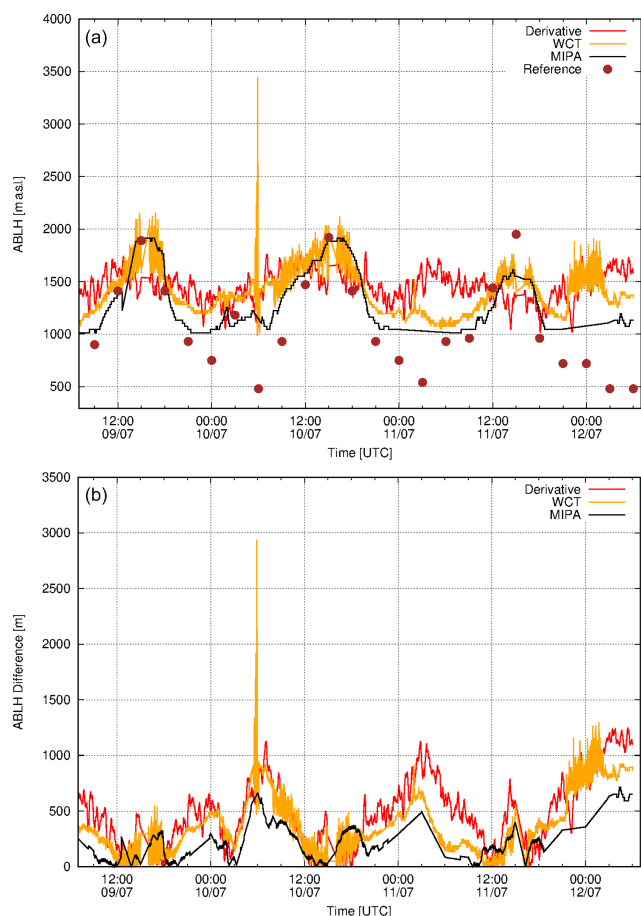 (a)
Derivative
WCT
MIPA
Reference
4000
3500
3000
2500
2000
1500
1000
500
ABLH [m a.s.l.]
12:00 00:00 12:00 00:00 12:00 00:00
09/07 10/07 10/07 11/07 11/07 12/07
Time [UTC]
(b)
Derivative
WCT
MIPA
3500
3000
2500
2000
1500
1000
500
0
ABLH Difference [m]
12:00 00:00 12:00 00:00 12:00 00:00
09/07 10/07 10/07 11/07 11/07 12/07
Time [UTC]